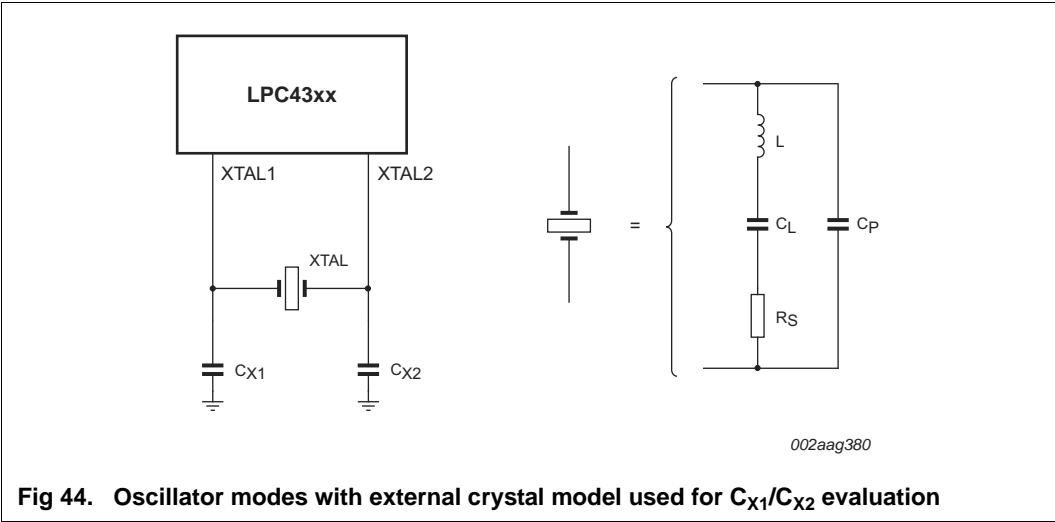 LPC43xx
XTAL1
XTAL2
XTAL
CX1
CX2
=
L
CL
CP
RS
002aag380
Fig 44. Oscillator modes with external crystal model used for CX1/CX2 evaluation